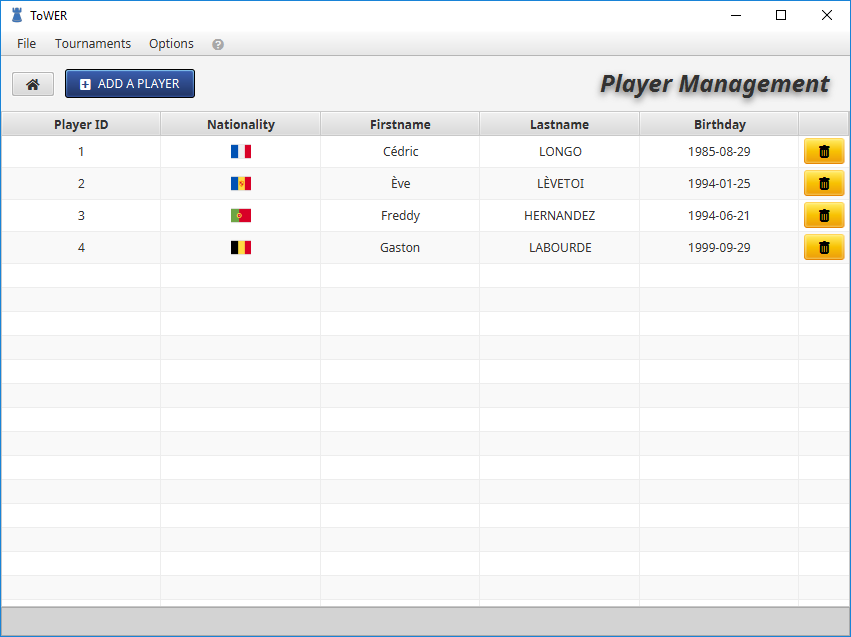 ToWER
File Tournaments Options ?
ADD A PLAYER Player Management
Player ID Nationality Firstname Lastname Birthday
1 Cédric LONGO 1985-08-29
2 Ève LÈVETOI 1994-01-25
3 Freddy HERNANDEZ 1994-06-21
4 Gaston LABOURDE 1999-09-29